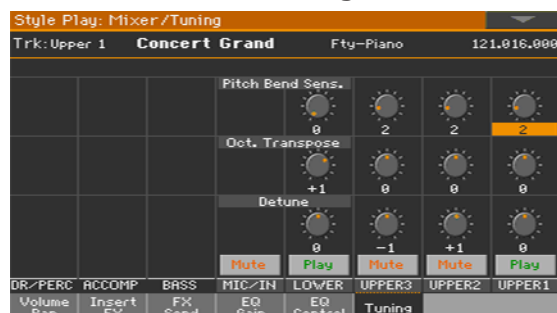 Style Play: Mixer/Tuning
Trk: Upper 1 Concert Grand Fty-Piano 121.016.000
Pitch Bend Sens.
0 2 2 2
Oct. Transpose
+1 0 0 0
Detune
0 -1 +1 0
Mute Play Mute Mute Play
DR/PERC ACCOMP BASS MIC/IN LOWER UPPER3 UPPER2 UPPER1
Volume Insert FX EQ EQ Tuning